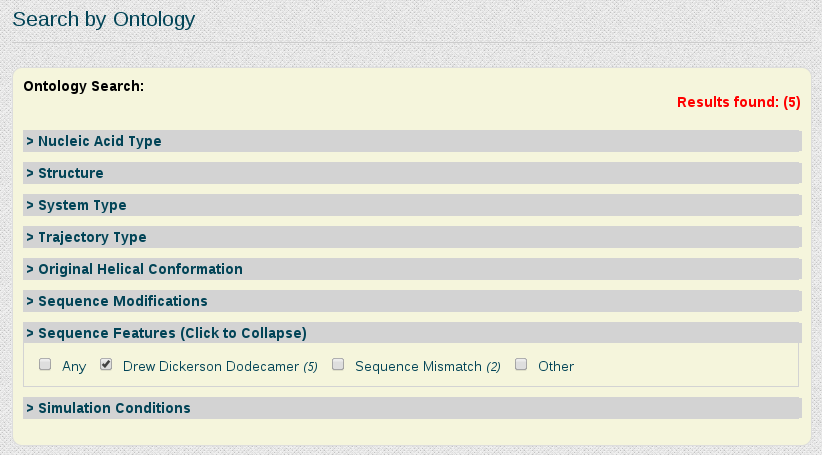 Search by Ontology
Ontology Search:
Results found: (5)
> Nucleic Acid Type
> Structure
> System Type
> Trajectory Type
> Original Helical Conformation
> Sequence Modifications
> Sequence Features (Click to Collapse)
Any Drew Dickerson Dodecamer (5) Sequence Mismatch (2) Other
> Simulation Conditions